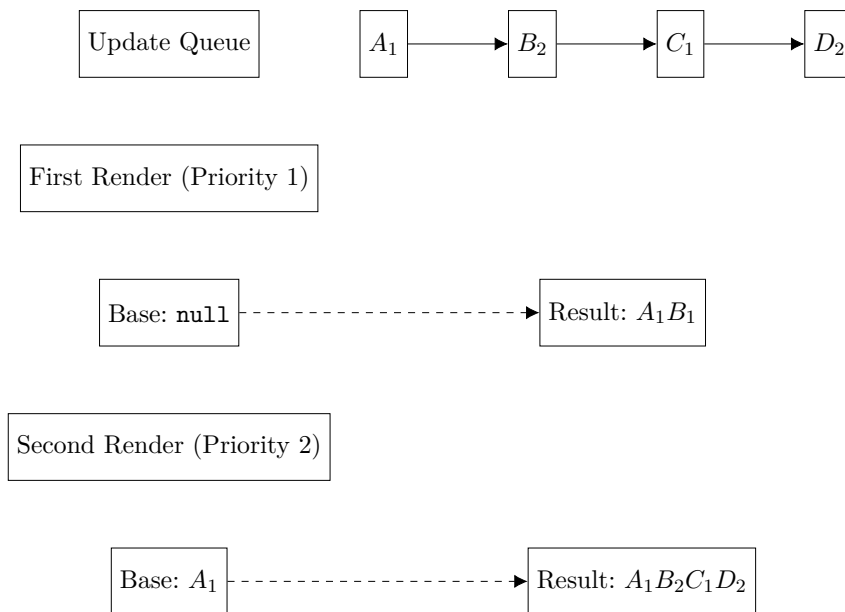 Update Queue A₁ B₂ C₁ D₂
First Render (Priority 1)
Base: null Result: A₁B₁
Second Render (Priority 2)
Base: A₁ Result: A₁B₂C₁D₂